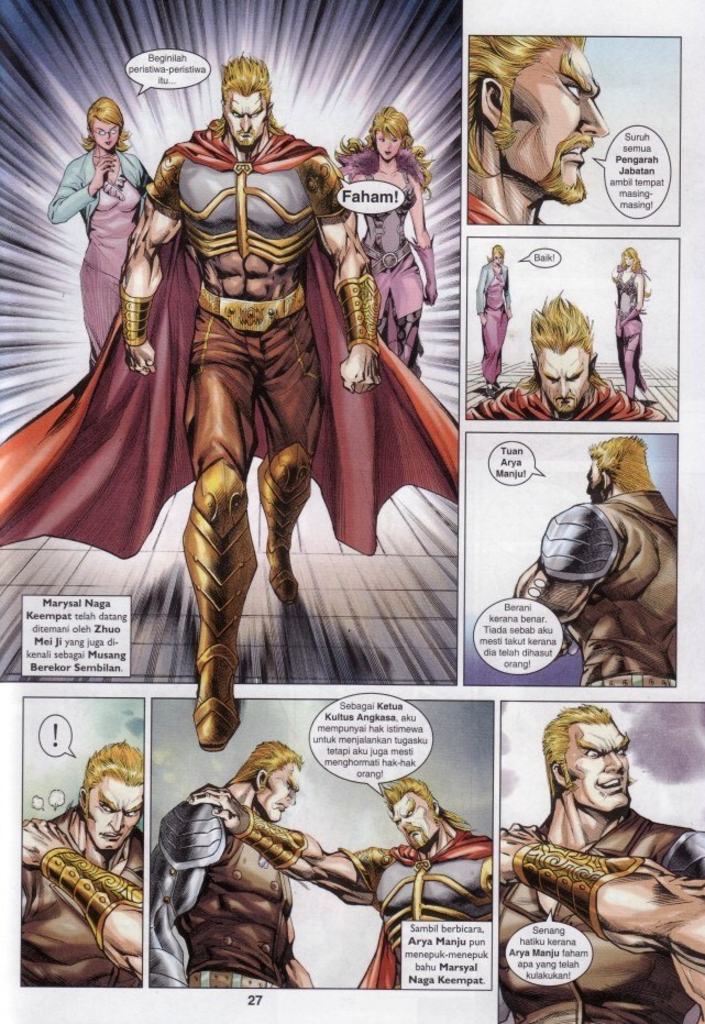 Beginilah
peristiwa-peristiwa
itu...
Faham!
Marysal Naga
Keempat telah datang
ditemani oleh Zhuo
Mei Ji yang juga di-
kenali sebagai Musang
Berekor Sembilan.
Suruh
semua
Pengarah
Jabatan
ambil tempat
masing-
masing!
Baik!
Tuan
Arya
Manju!
Berani
kerana benar.
Tiada sebab aku
mesti takut kerana
dia telah dihasut
orang!
!
Sebagai Ketua
Kultus Angkasa, aku
mempunyai hak istimewa
untuk menjalankan tugasku
tetapi aku juga mesti
menghormati hak-hak
orang!
Sambil berbicara,
Arya Manju pun
menepuk-menepuk
bahu Marsyal
Naga Keempat.
Senang
hatiku kerana
Arya Manju faham
apa yang telah
kulakukan!
27